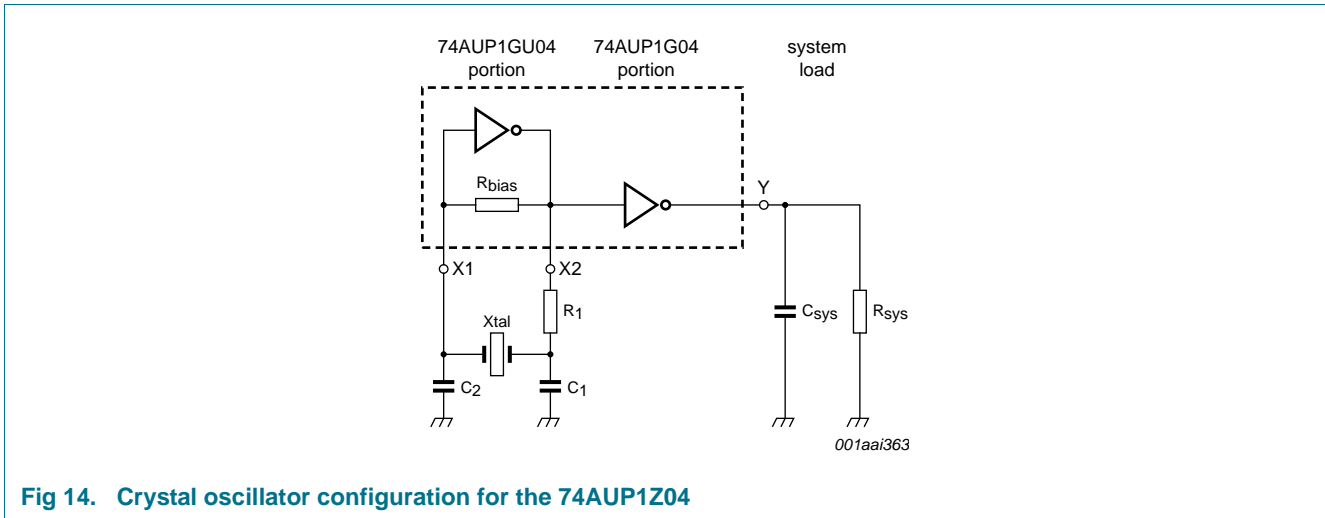 74AUP1GU04
portion
74AUP1G04
portion
system
load
Rbias
Y
X1
X2
R1
Csys
Rsys
Xtal
C2
C1
001aai363
Fig 14. Crystal oscillator configuration for the 74AUP1Z04